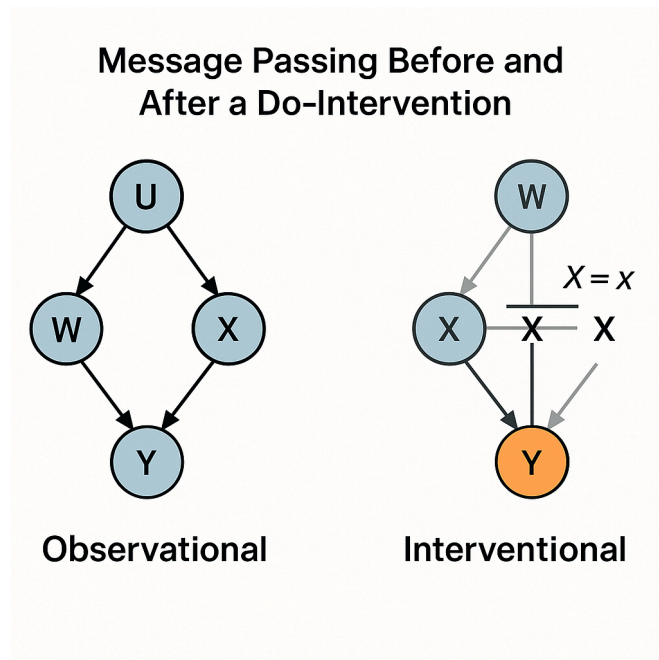 Message Passing Before and
After a Do-Intervention
U
W
X
Y
Observational
W
X = x
X
X
X
Y
Interventional